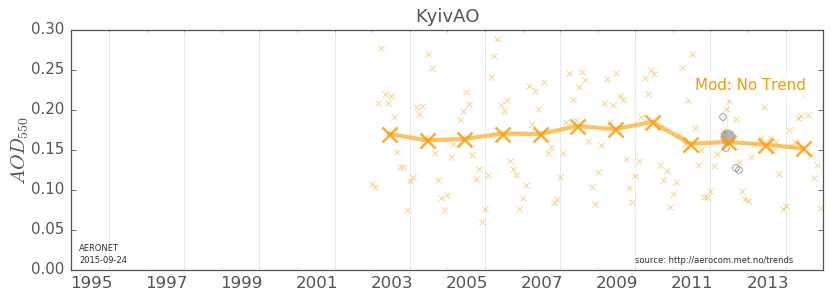 KyivAO
0.30
0.25
0.20
0.15
0.10
0.05
0.00
AOD550
Mod: No Trend
AERONET
2015-09-24
source: http://aerocom.met.no/trends
1995 1997 1999 2001 2003 2005 2007 2009 2011 2013